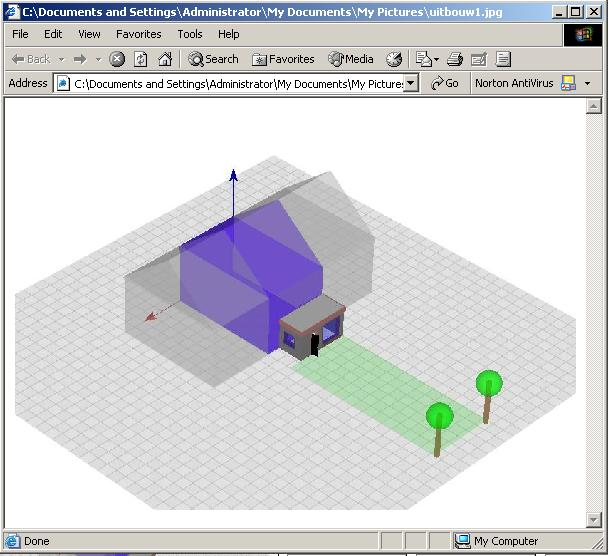 C:\Documents and Settings\Administrator\My Documents\My Pictures\uitbouw1.jpg
File Edit View Favorites Tools Help
Back Search Favorites Media
Address C:\Documents and Settings\Administrator\My Documents\My Pictures Go Norton AntiVirus
Done My Computer